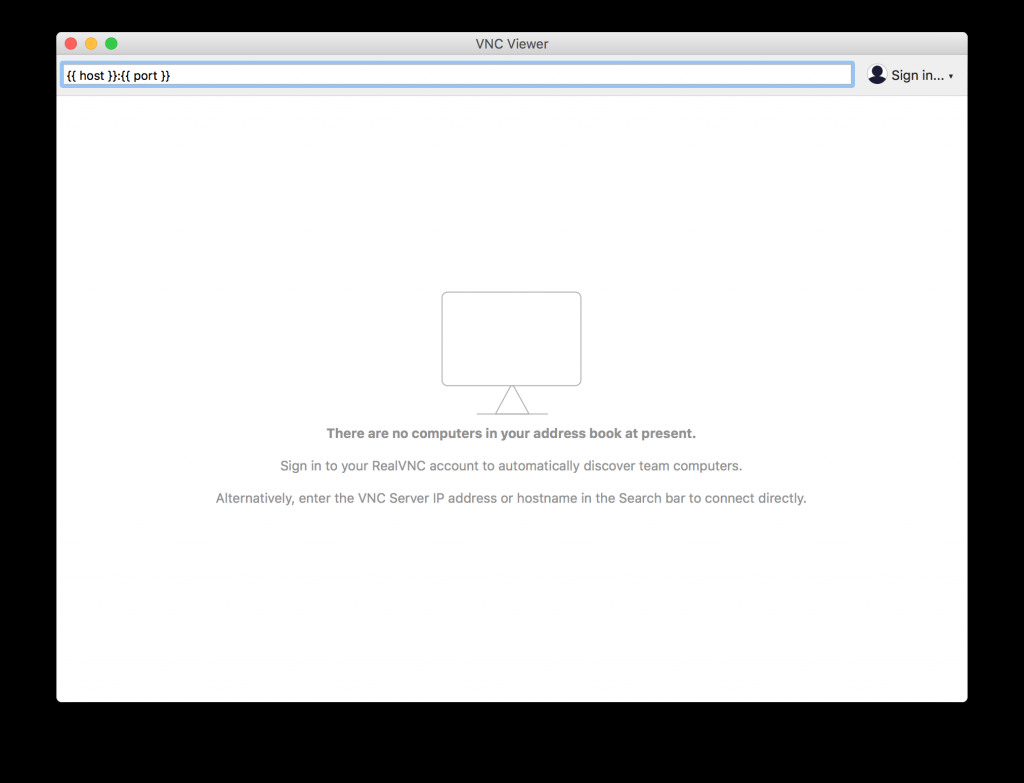 VNC Viewer
{{ host }}:{{ port }}
Sign in...
There are no computers in your address book at present.
Sign in to your RealVNC account to automatically discover team computers.
Alternatively, enter the VNC Server IP address or hostname in the Search bar to connect directly.